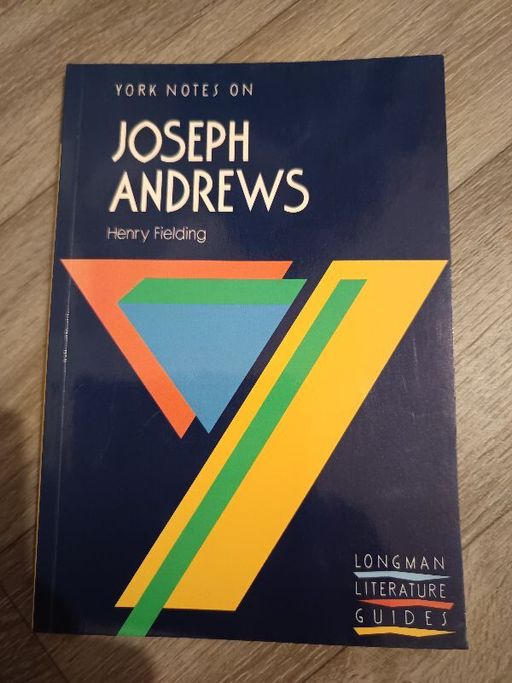 YORK NOTES ON
JOSEPH
ANDREWS
Henry Fielding
LONGMAN
LITERATURE
GUIDES